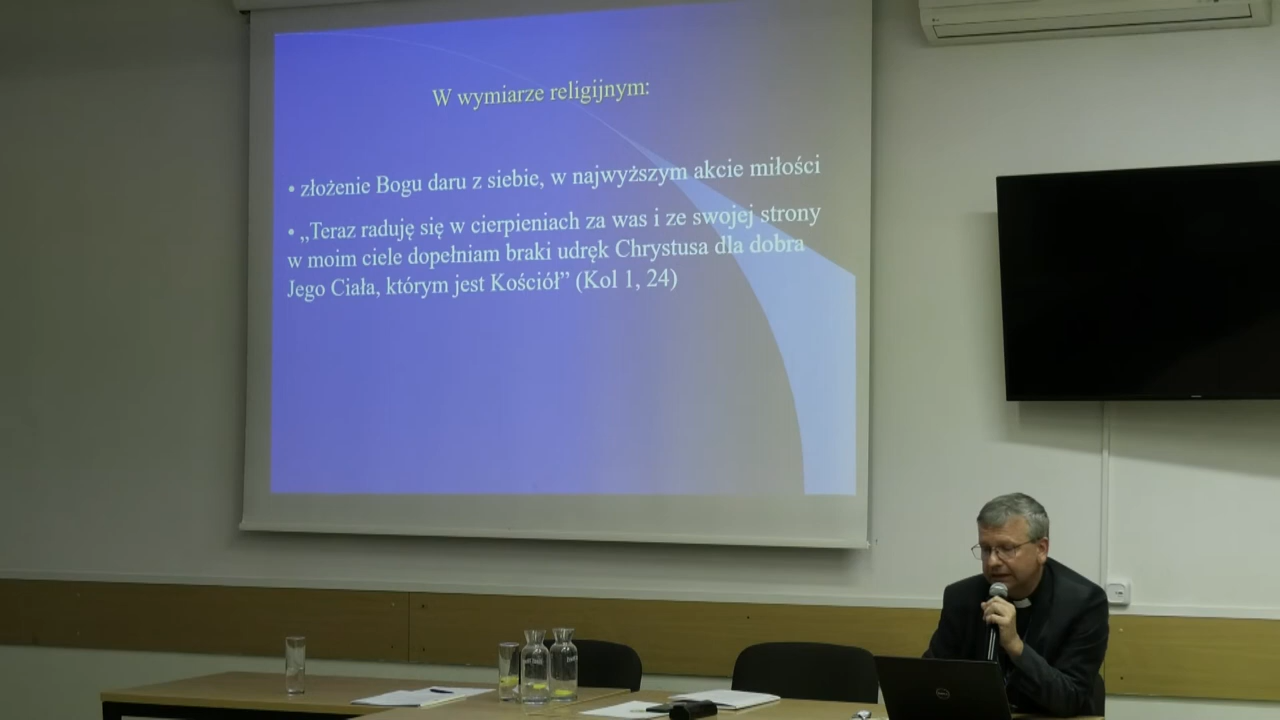 W wymiarze religijnym:
• złożenie Bogu daru z siebie, w najwyższym akcie miłości
• „Teraz raduję się w cierpieniach za was i ze swojej strony
w moim ciele dopełniam braki udręk Chrystusa dla dobra
Jego Ciała, którym jest Kościół” (Kol 1, 24)